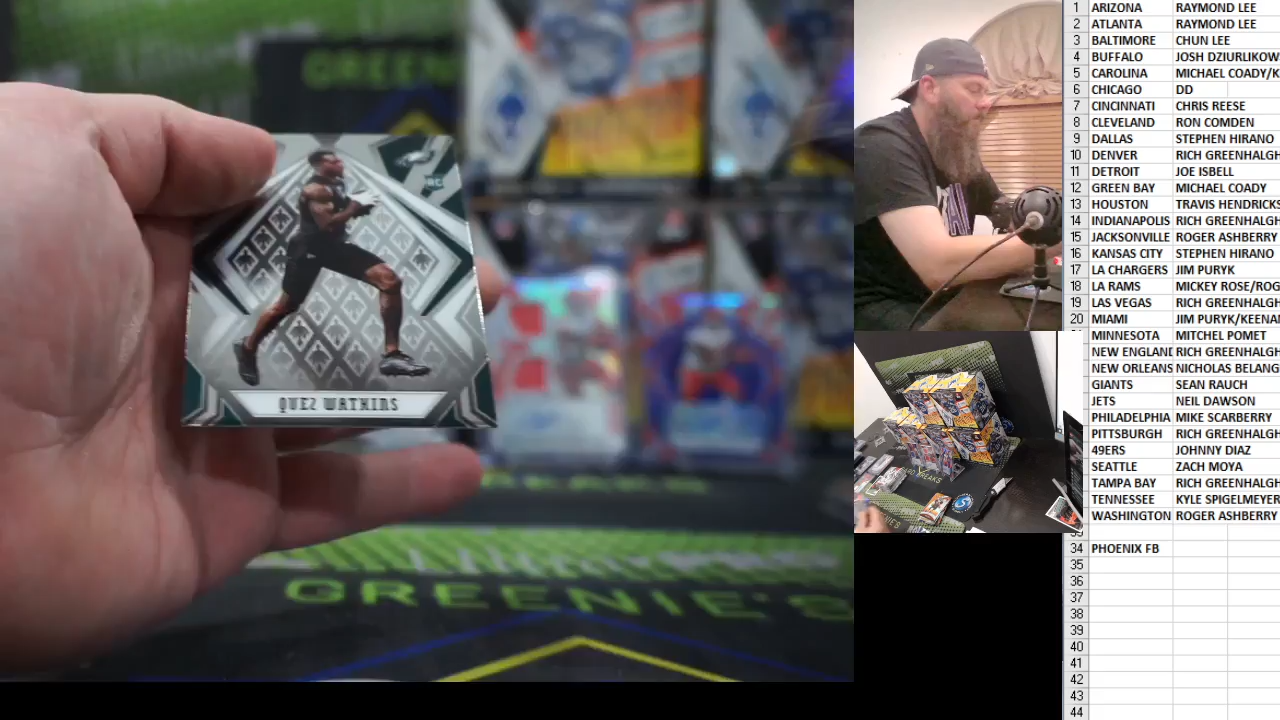 GREENIE'S
RC
QUEZ WATKINS
BREAKS
GREENIE'S
1 ARIZONA RAYMOND LEE
2 ATLANTA RAYMOND LEE
3 BALTIMORE CHUN LEE
4 BUFFALO JOSH DZIURLIKOW
5 CAROLINA MICHAEL COADY/K
6 CHICAGO DD
7 CINCINNATI CHRIS REESE
8 CLEVELAND RON COMDEN
9 DALLAS STEPHEN HIRANO
10 DENVER RICH GREENHALGH
11 DETROIT JOE ISBELL
12 GREEN BAY MICHAEL COADY
13 HOUSTON TRAVIS HENDRICKS
14 INDIANAPOLIS RICH GREENHALGH
15 JACKSONVILLE ROGER ASHBERRY
16 KANSAS CITY STEPHEN HIRANO
17 LA CHARGERS JIM PURYK
18 LA RAMS MICKEY ROSE/ROG
19 LAS VEGAS RICH GREENHALGH
20 MIAMI JIM PURYK/KEENAN
MINNESOTA MITCHEL POMET
NEW ENGLAND RICH GREENHALGH
NEW ORLEANS NICHOLAS BELANG
GIANTS SEAN RAUCH
JETS NEIL DAWSON
PHILADELPHIA MIKE SCARBERRY
PITTSBURGH RICH GREENHALGH
49ERS JOHNNY DIAZ
SEATTLE ZACH MOYA
TAMPA BAY RICH GREENHALGH
TENNESSEE KYLE SPIGELMEYER
WASHINGTON ROGER ASHBERRY
34 PHOENIX FB
35
36
37
38
39
40
41
42
43
44